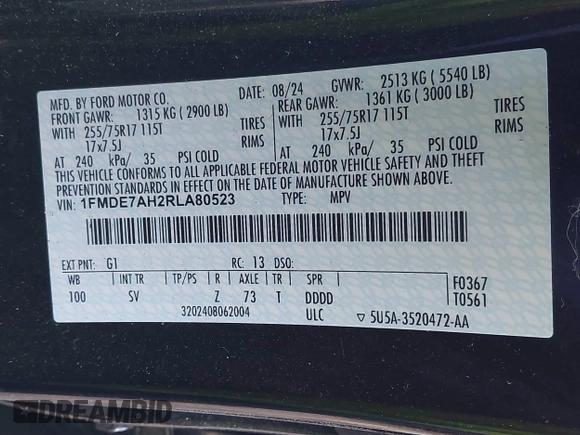 MFD. BY FORD MOTOR CO.
08/24 GVWR: 2513 KG ( 5540 LB)
FRONT GAWR: 1315 KG ( 2900 LB) REAR GAWR: 1361 KG ( 3000 LB)
WITH 255/75R17 115T TIRES WITH 255/75R17 115T TIRES
17x7.5J RIMS 17x7.5J RIMS
AT 240 kPa/ 35 PSI COLD AT 240 kPa/ 35 PSI COLD
THIS VEHICLE CONFORMS TO ALL APPLICABLE FEDERAL MOTOR VEHICLE SAFETY AND THEFT
PREVENTION STANDARDS IN EFFECT ON THE DATE OF MANUFACTURE SHOWN ABOVE.
VIN: 1FMDE7AH2RLA80523 TYPE: MPV
EXT PNT: G1 RC: 13 DSO:
WB INT TR TP/PS R AXLE TR SPR F0367
100 SV Z 73 T DDDD T0561
3202408062004 ULC ▽ 5U5A-3520472-AA
DREAMBID